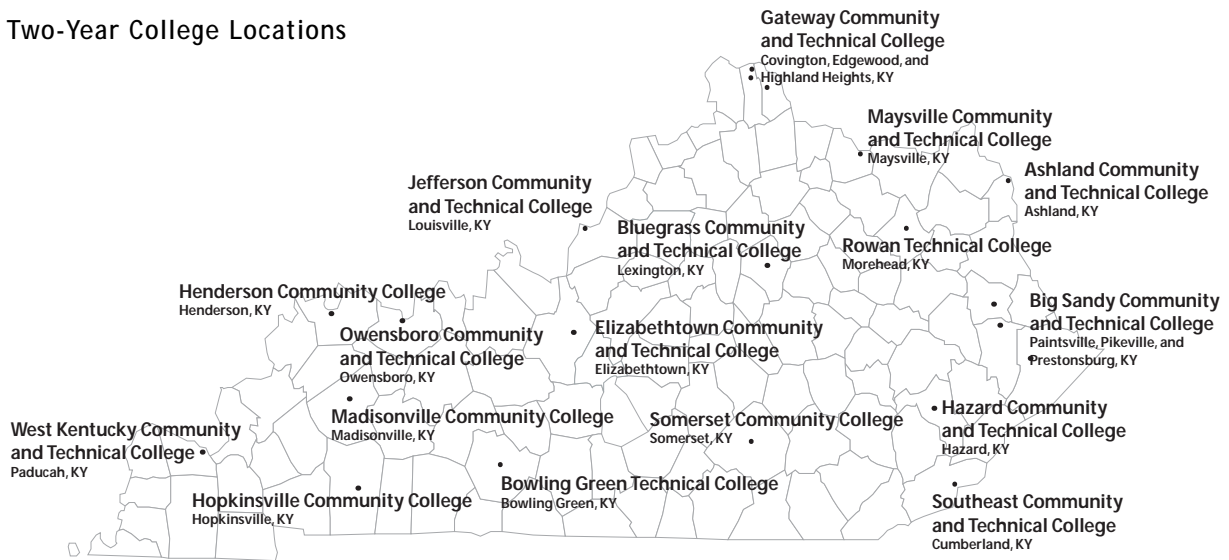 Two-Year College Locations
Gateway Community
and Technical College
Covington, Edgewood, and
Highland Heights, KY
Maysville Community
and Technical College
Maysville, KY
Ashland Community
and Technical College
Ashland, KY
Jefferson Community
and Technical College
Louisville, KY
Bluegrass Community
and Technical College
Lexington, KY
Rowan Technical College
Morehead, KY
Henderson Community College
Henderson, KY
Big Sandy Community
and Technical College
Paintsville, Pikeville, and
Prestonsburg, KY
Owensboro Community
and Technical College
Owensboro, KY
Elizabethtown Community
and Technical College
Elizabethtown, KY
Madisonville Community College
Madisonville, KY
Somerset Community College
Somerset, KY
Hazard Community
and Technical College
Hazard, KY
West Kentucky Community
and Technical College
Paducah, KY
Hopkinsville Community College
Hopkinsville, KY
Bowling Green Technical College
Bowling Green, KY
Southeast Community
and Technical College
Cumberland, KY